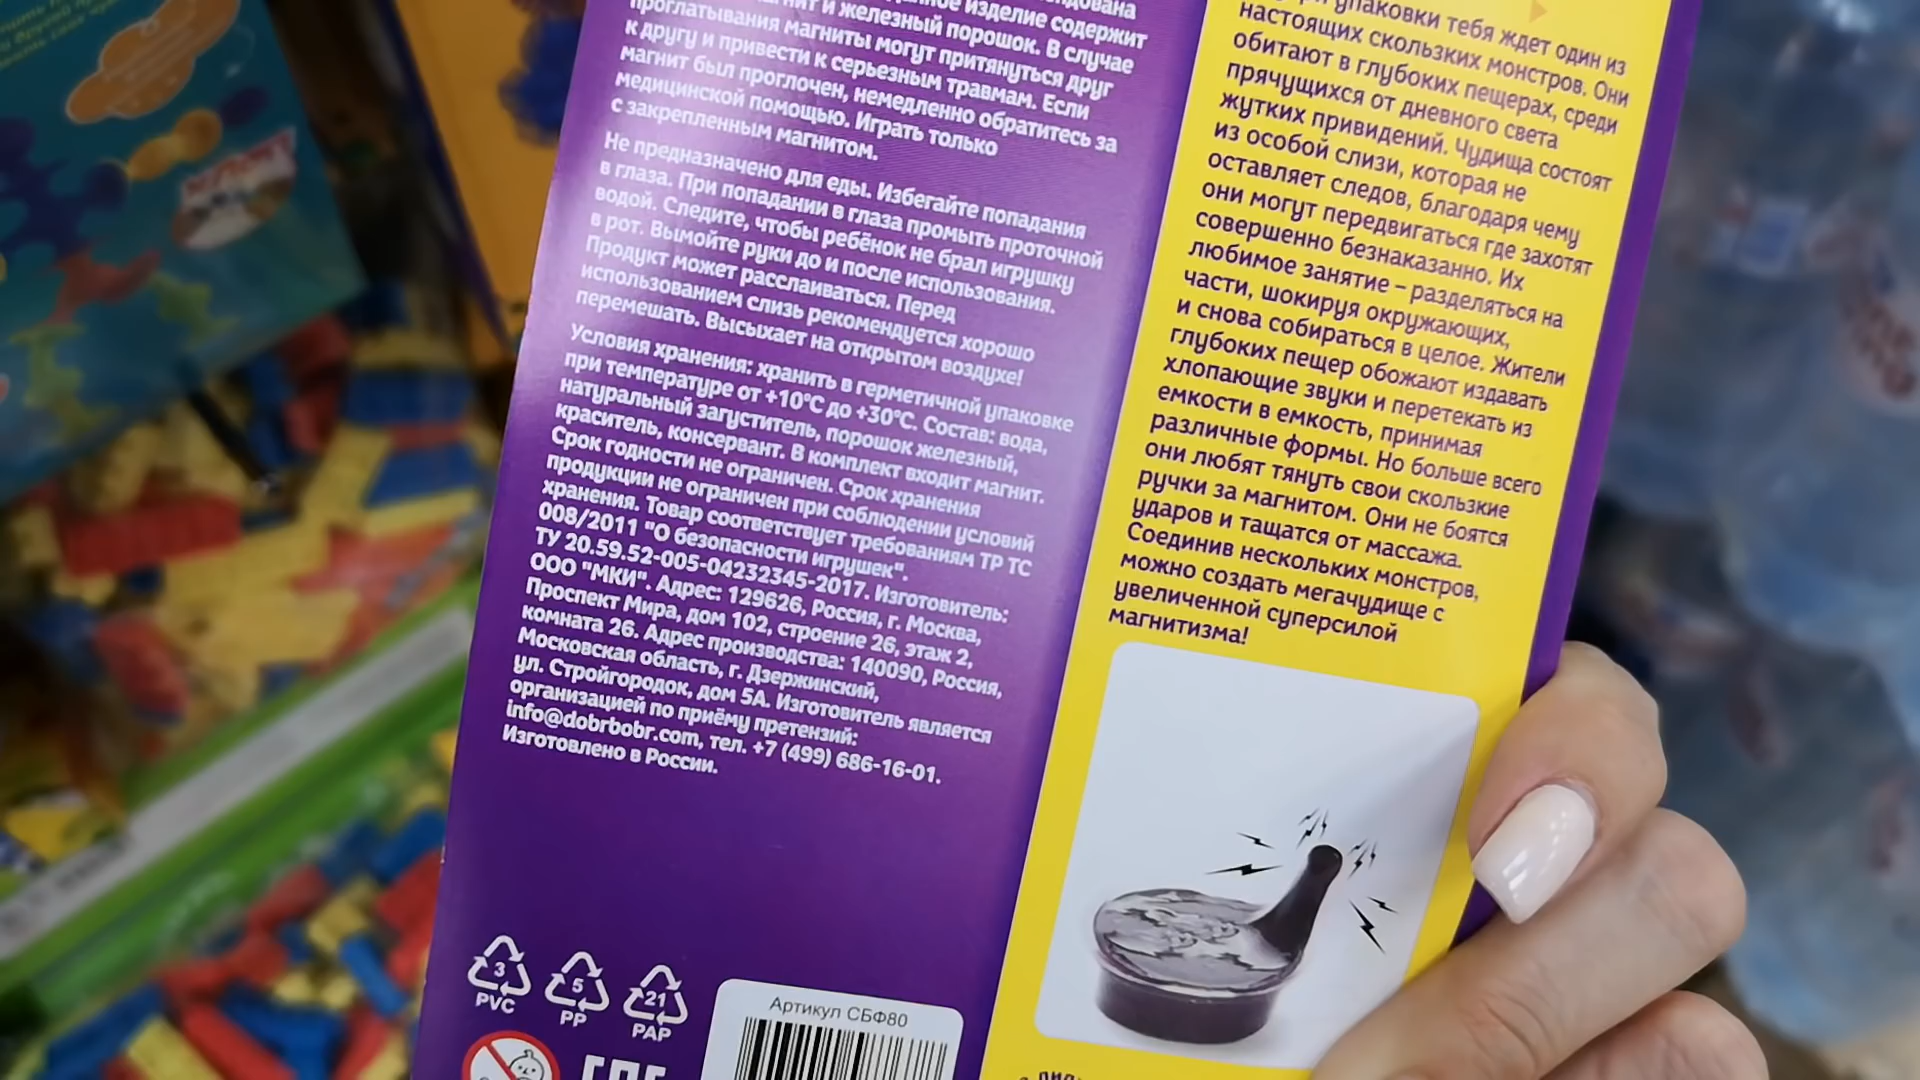 изделие содержит
и железный порошок. В случае
проглатывания магниты могут притянуться друг
к другу и привести к серьезным травмам. Если
магнит был проглочен, немедленно обратитесь за
медицинской помощью. Играть только
с закрепленным магнитом.
Не предназначено для еды. Избегайте попадания
в глаза. При попадании в глаза промыть проточной
водой. Следите, чтобы ребёнок не брал игрушку
в рот. Вымойте руки до и после использования.
Продукт может расслаиваться. Перед
использованием слизь рекомендуется хорошо
перемешать. Высыхает на открытом воздухе!
Условия хранения: хранить в герметичной упаковке
при температуре от +10°C до +30°C. Состав: вода,
натуральный загуститель, порошок железный,
краситель, консервант. В комплект входит магнит.
Срок годности не ограничен. Срок хранения
продукции не ограничен при соблюдении условий
хранения. Товар соответствует требованиям ТР ТС
008/2011 "О безопасности игрушек".
ТУ 20.59.52-005-04232345-2017. Изготовитель:
ООО "МКИ". Адрес: 129626, Россия, г. Москва,
Проспект Мира, дом 102, строение 26, этаж 2,
комната 26. Адрес производства: 140090, Россия,
Московская область, г. Дзержинский,
ул. Стройгородок, дом 5А. Изготовитель является
организацией по приёму претензий:
info@dobrbobr.com, тел. +7 (499) 686-16-01.
Изготовлено в России.
3
PVC
5
PP
21
PAP
Артикул СБФ80
упаковки тебя ждет один из
настоящих скользких монстров. Они
обитают в глубоких пещерах, среди
прячущихся от дневного света
жутких привидений. Чудища состоят
из особой слизи, которая не
оставляет следов, благодаря чему
они могут передвигаться где захотят
совершенно безнаказанно. Их
любимое занятие – разделяться на
части, шокируя окружающих,
и снова собираться в целое. Жители
глубоких пещер обожают издавать
хлопающие звуки и перетекать из
емкости в емкость, принимая
различные формы. Но больше всего
они любят тянуть свои скользкие
ручки за магнитом. Они не боятся
ударов и тащатся от массажа.
Соединив нескольких монстров,
можно создать мегачудище с
увеличенной суперсилой
магнитизма!